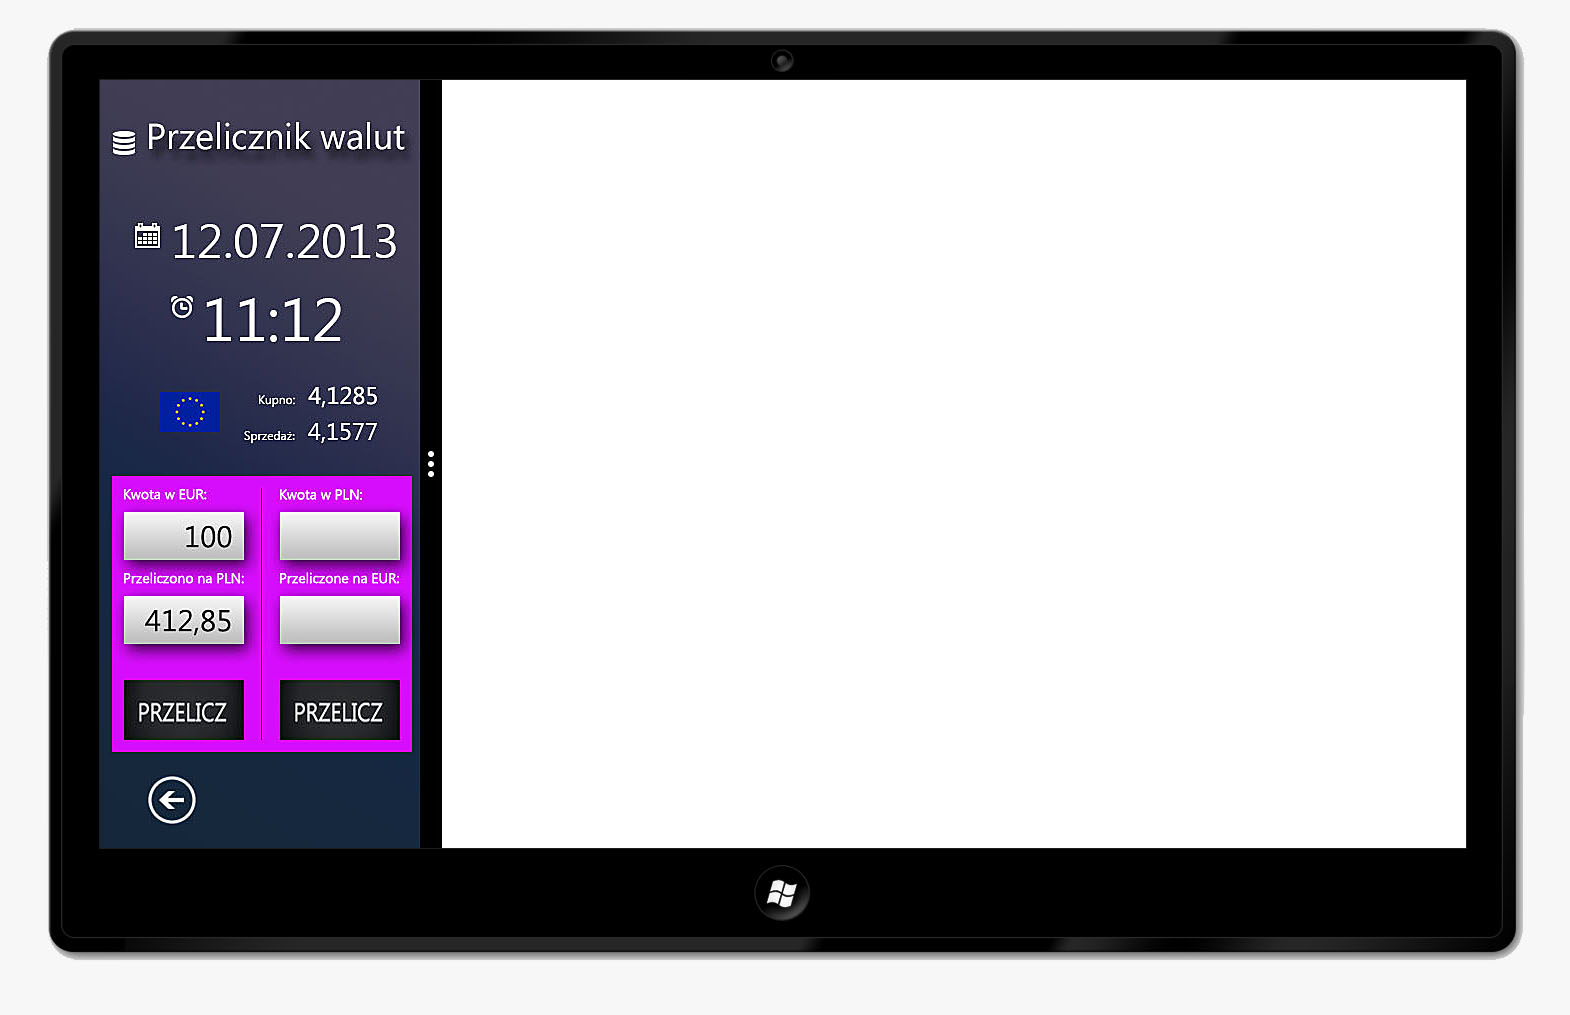 Przelicznik walut
12.07.2013
11:12
Kupno: 4,1285
Sprzedaż: 4,1577
Kwota w EUR:
100
Przeliczono na PLN:
412,85
PRZELICZ
Kwota w PLN:
Przeliczone na EUR:
PRZELICZ